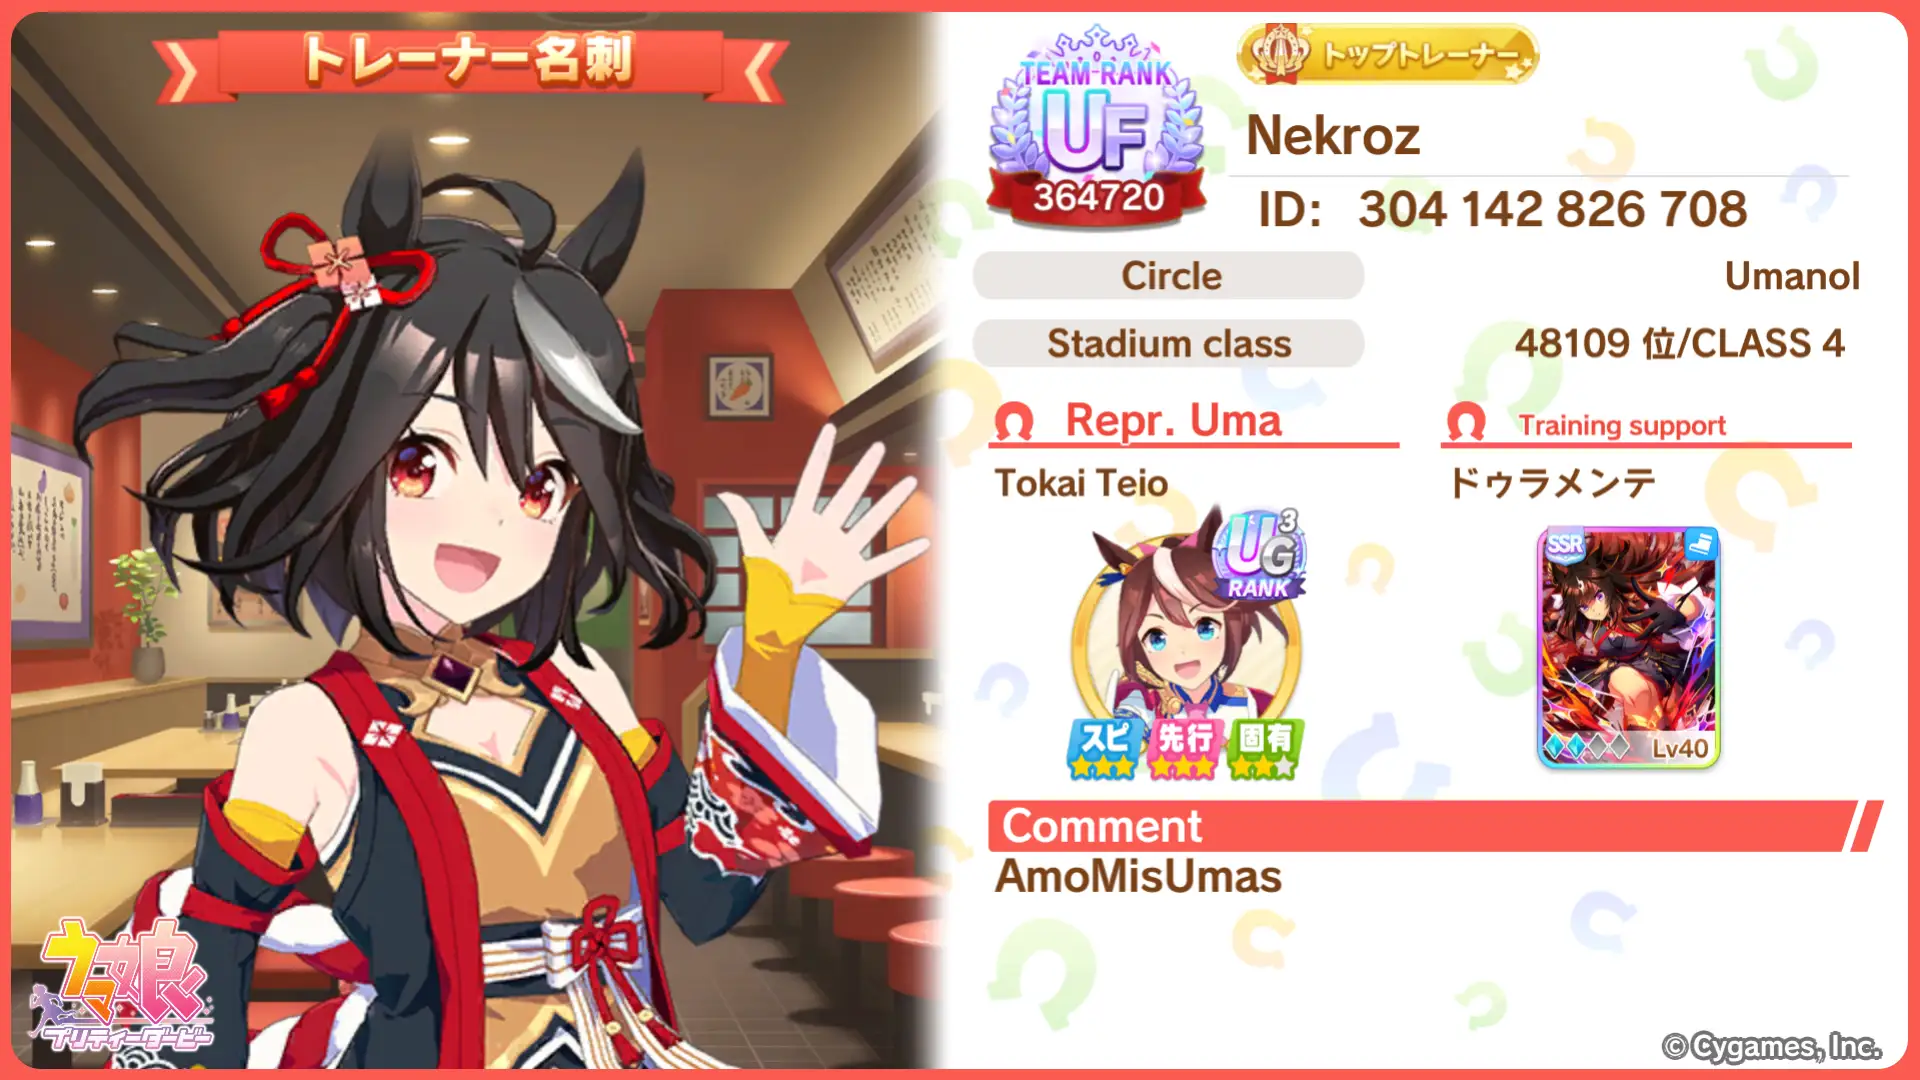 トレーナー名刺
TEAM-RANK
UF
364720
トップトレーナー
Nekroz
ID: 304 142 826 708
Circle
Umanol
Stadium class
48109 位/CLASS 4
Repr. Uma
Training support
Tokai Teio
ドゥラメンテ
UG3
RANK
SSR
スピ
先行
固有
Lv40
Comment
AmoMisUmas
ウマ娘
プリティーダービー
© Cygames, Inc.